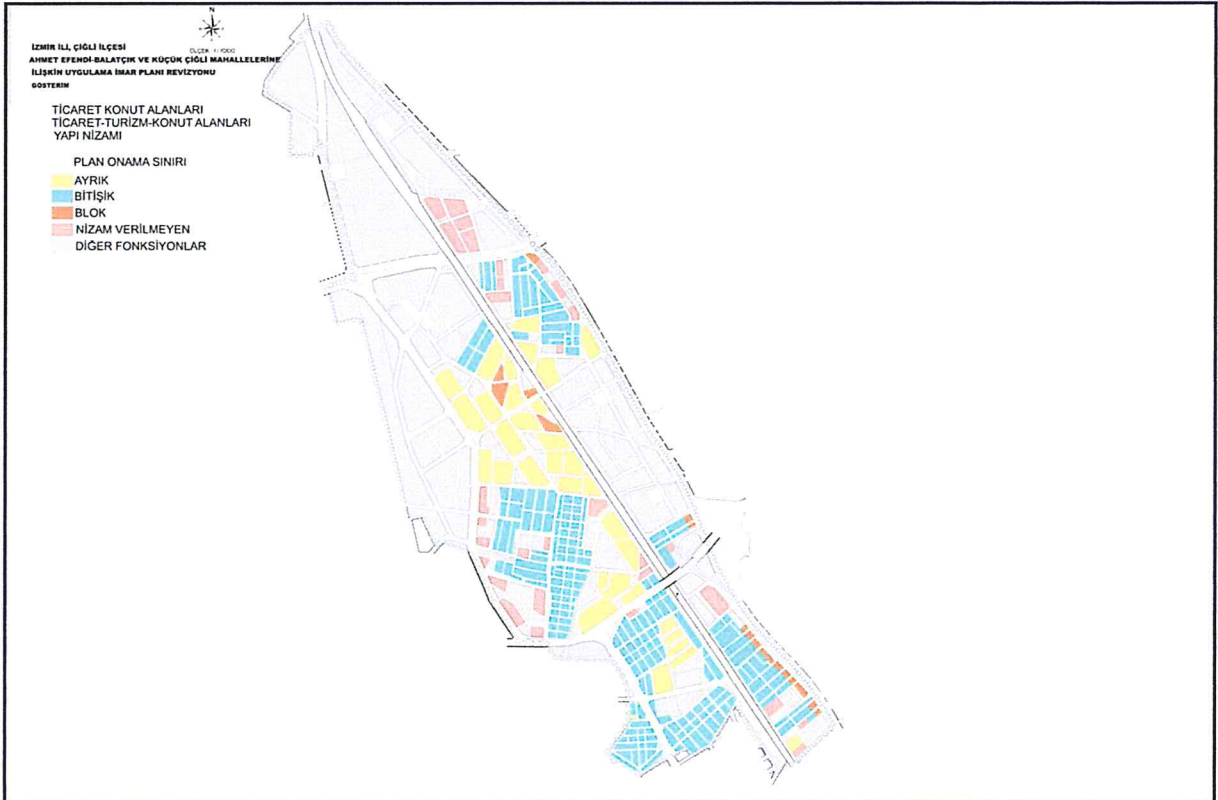 N
İZMİR İLİ, ÇİĞLİ İLÇESİ
AHMET EFENDİ-BALATÇIK VE KÜÇÜK ÇİĞLİ MAHALLELERİNE
İLİŞKİN UYGULAMA İMAR PLANI REVİZYONU
GÖSTERİM
TİCARET KONUT ALANLARI
TİCARET-TURİZM-KONUT ALANLARI
YAPI NİZAMI
PLAN ONAMA SINIRI
AYRIK
BİTİŞİK
BLOK
NİZAM VERİLMEYEN
DİĞER FONKSİYONLAR